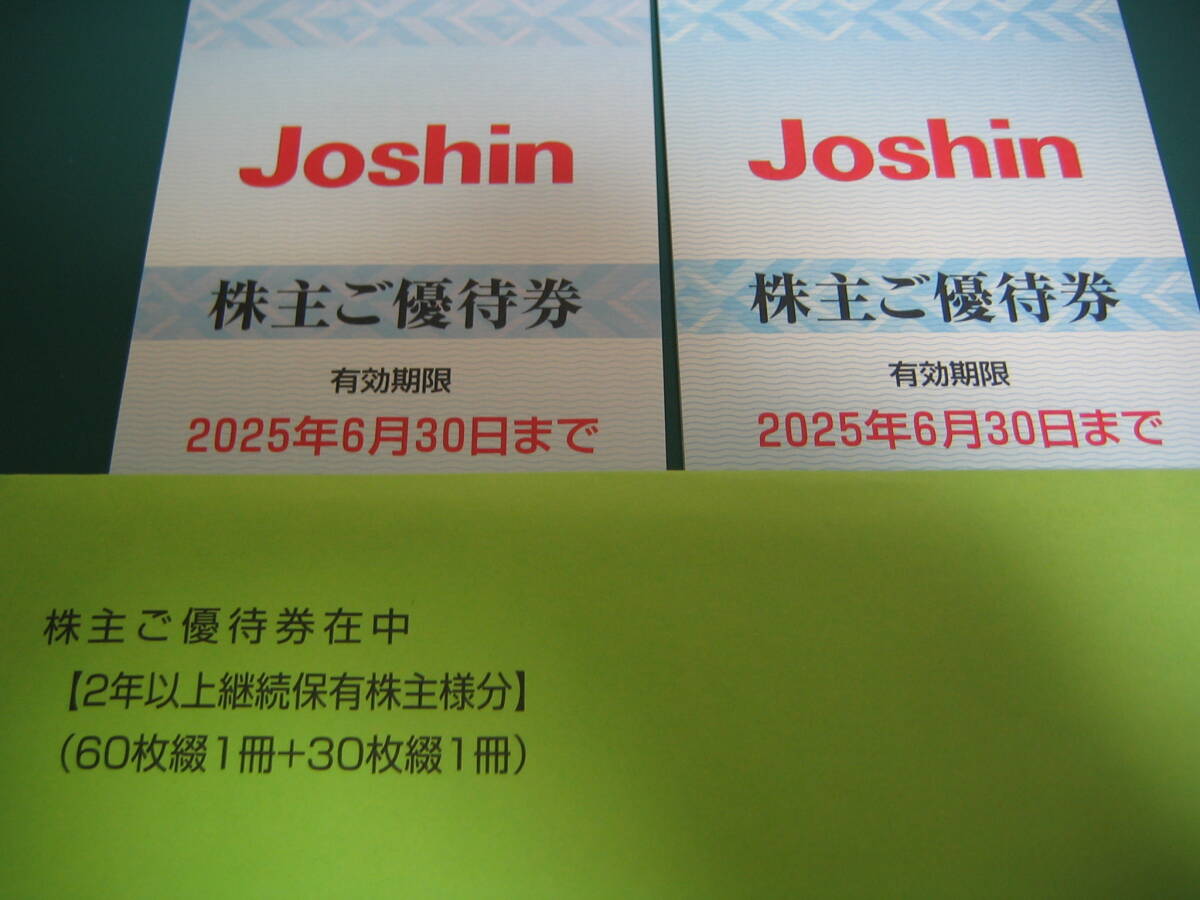 Joshin
株主ご優待券
有効期限
2025年6月30日まで
Joshin
株主ご優待券
有効期限
2025年6月30日まで
株主ご優待券在中
【2年以上継続保有株主様分】
（60枚綴1冊+30枚綴1冊）